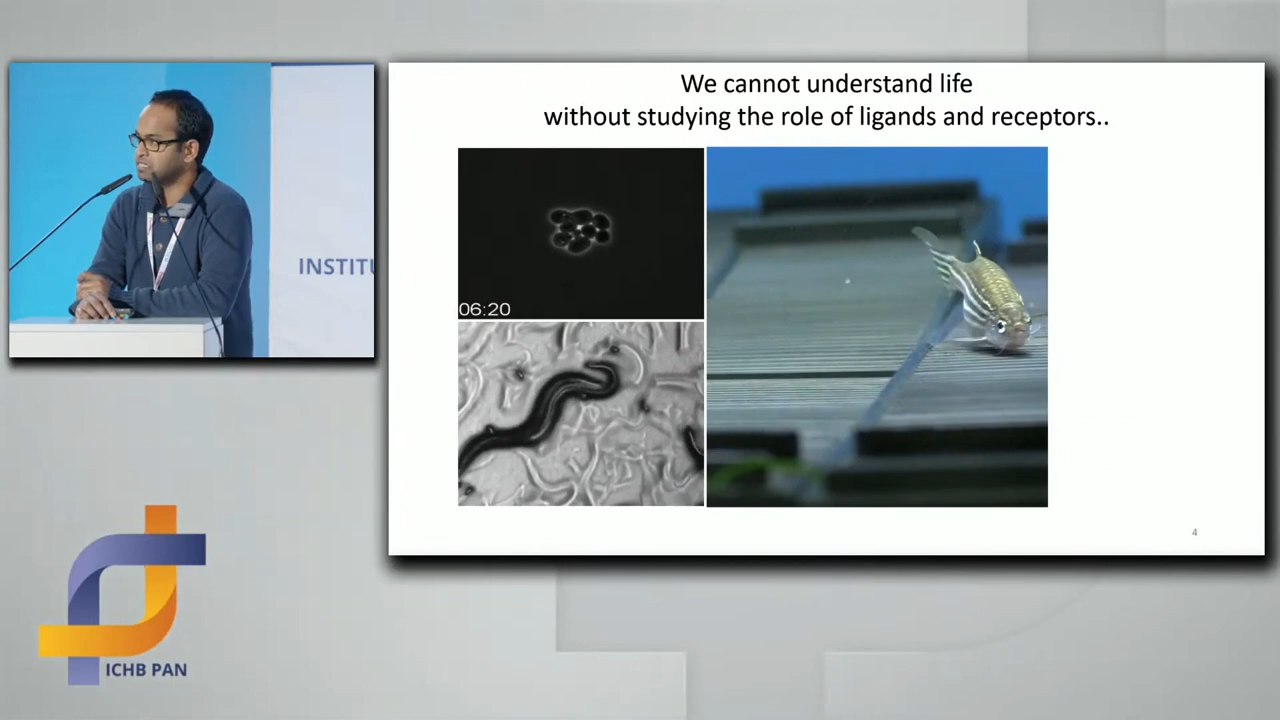 We cannot understand life
without studying the role of ligands and receptors..
06:20
INSTITU
4
ICHB PAN